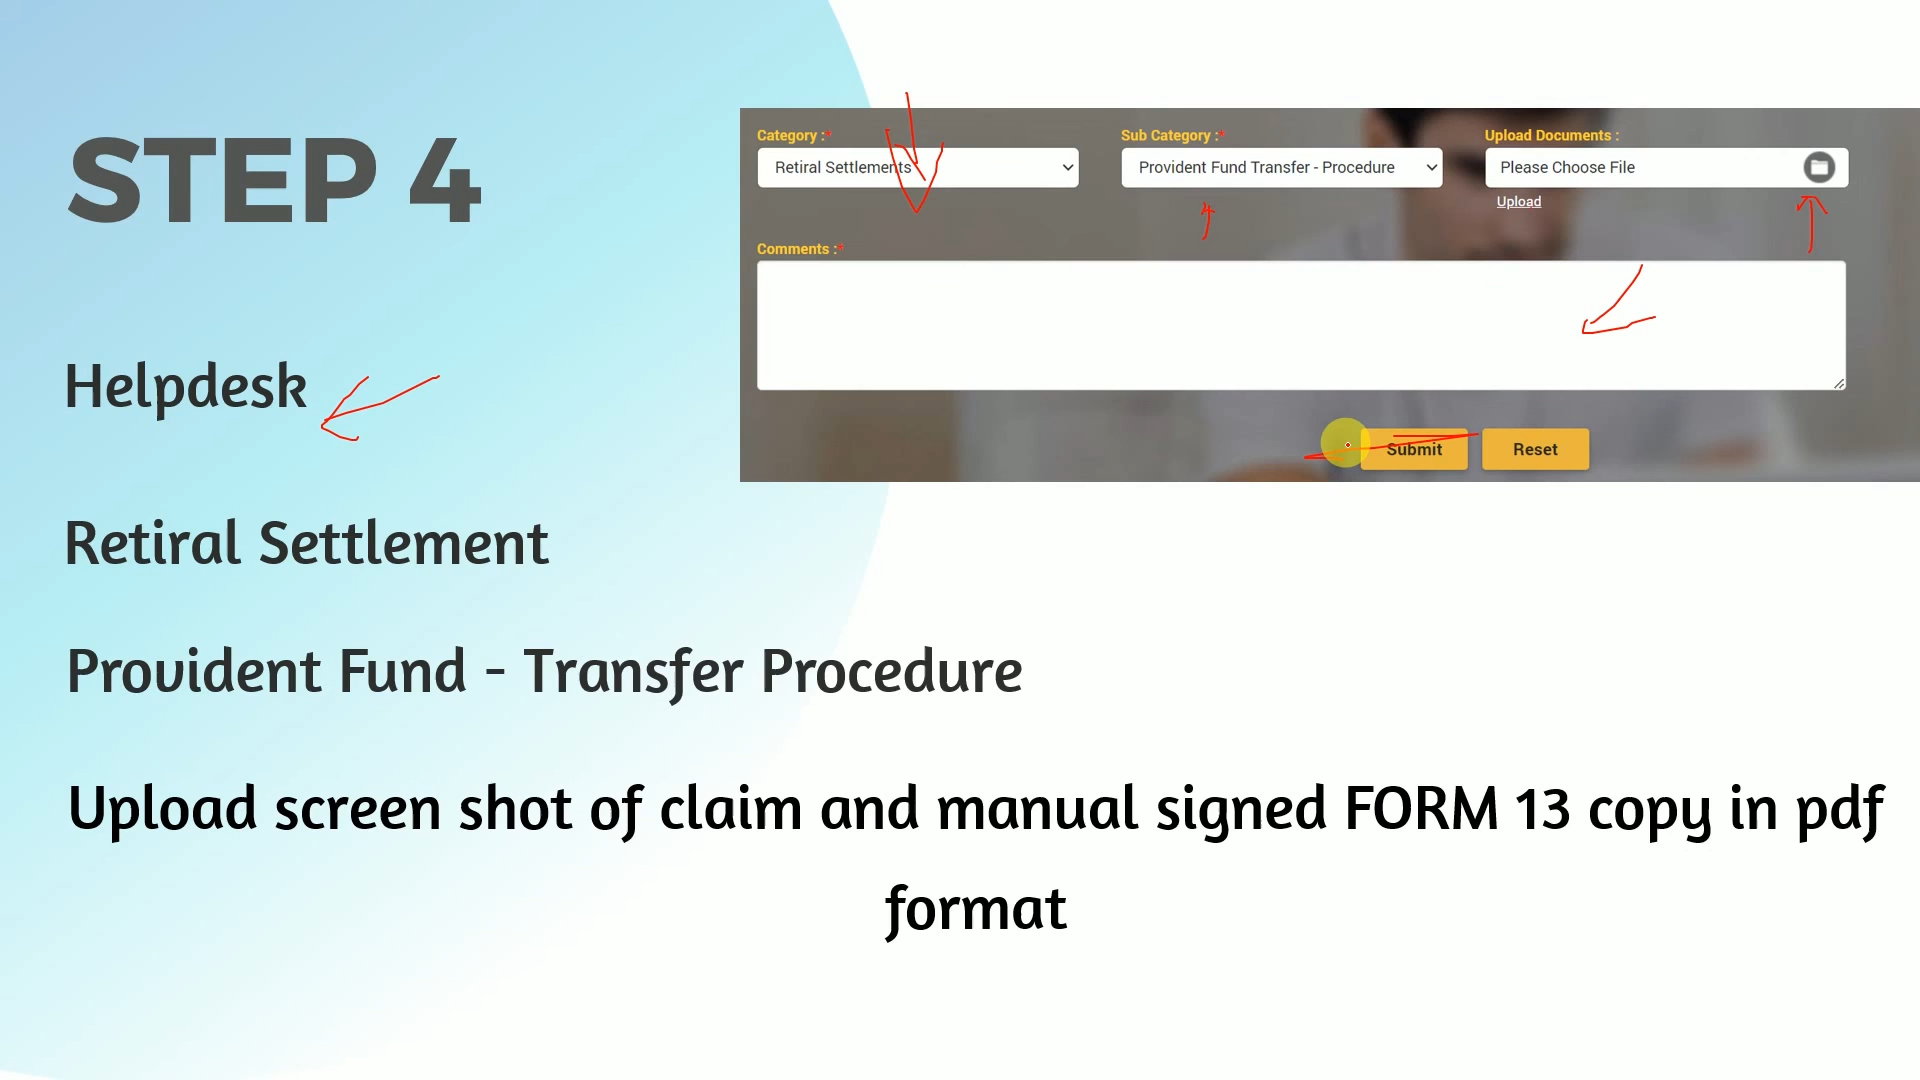 STEP 4
Category :*
Sub Category :*
Upload Documents :
Retiral Settlements
Provident Fund Transfer - Procedure
Please Choose File
Upload
Comments :*
Submit
Reset
Helpdesk
Retiral Settlement
Provident Fund - Transfer Procedure
Upload screen shot of claim and manual signed FORM 13 copy in pdf
format